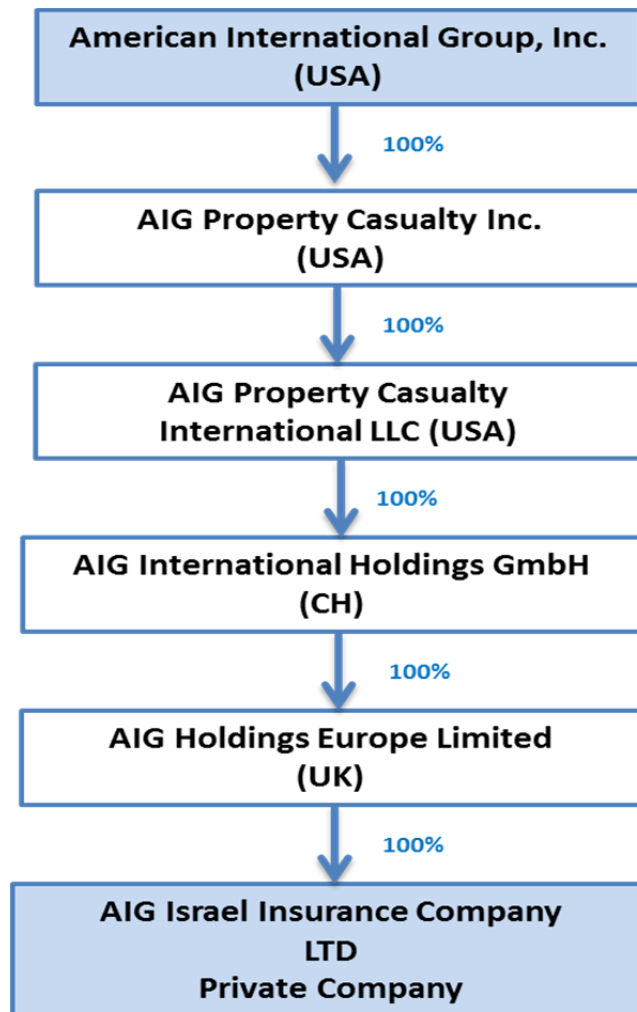 American International Group, Inc.
(USA)
100%
AIG Property Casualty Inc.
(USA)
100%
AIG Property Casualty
International LLC (USA)
100%
AIG International Holdings GmbH
(CH)
100%
AIG Holdings Europe Limited
(UK)
100%
AIG Israel Insurance Company
LTD
Private Company